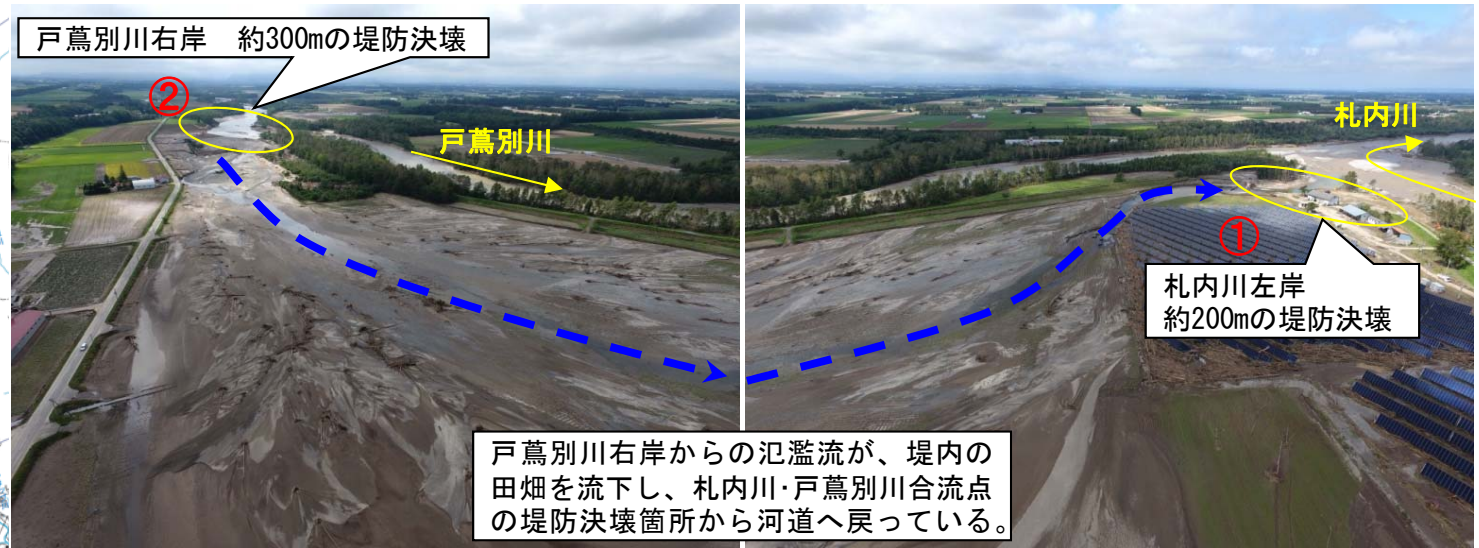 戸蔦別川右岸　約300mの堤防決壊
②
戸蔦別川
札内川
①
札内川左岸
約200mの堤防決壊
戸蔦別川右岸からの氾濫流が、堤内の
田畑を流下し、札内川・戸蔦別川合流点
の堤防決壊箇所から河道へ戻っている。